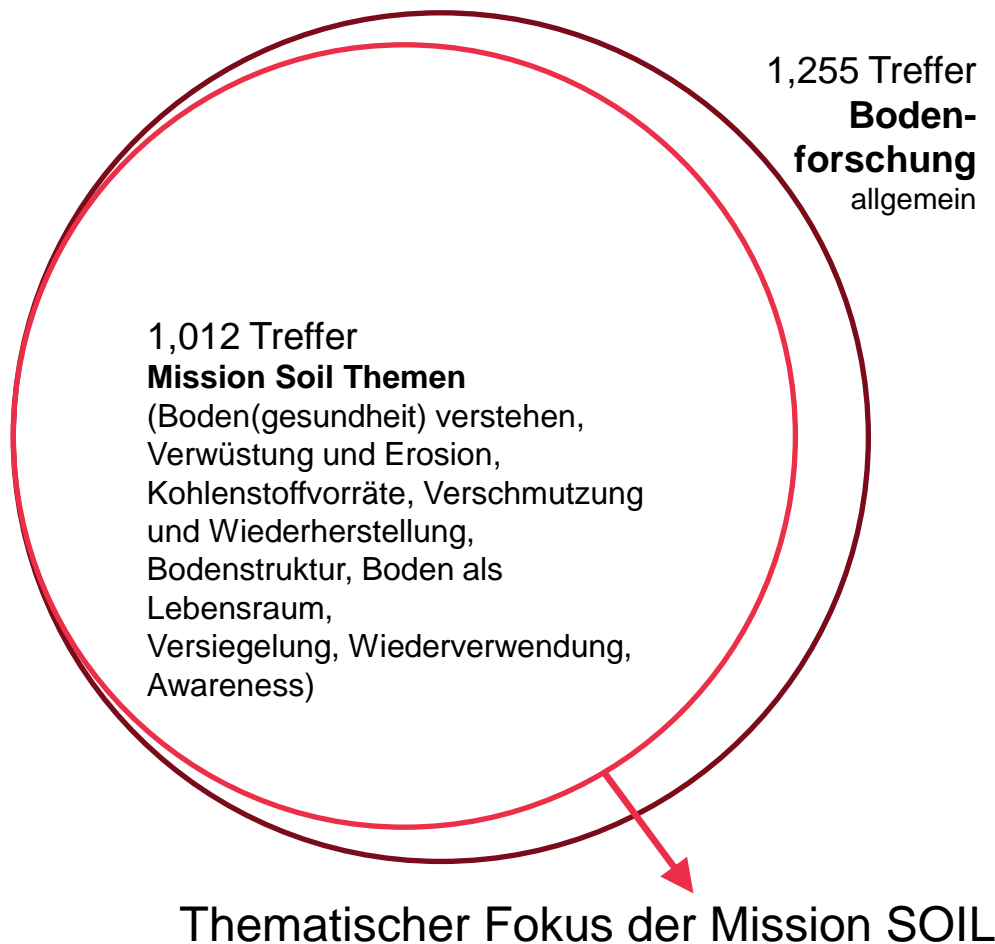 1,255 Treffer
Boden-
forschung
allgemein
1,012 Treffer
Mission Soil Themen
(Boden(gesundheit) verstehen,
Verwüstung und Erosion,
Kohlenstoffvorräte, Verschmutzung
und Wiederherstellung,
Bodenstruktur, Boden als
Lebensraum,
Versiegelung, Wiederverwendung,
Awareness)
Thematischer Fokus der Mission SOIL